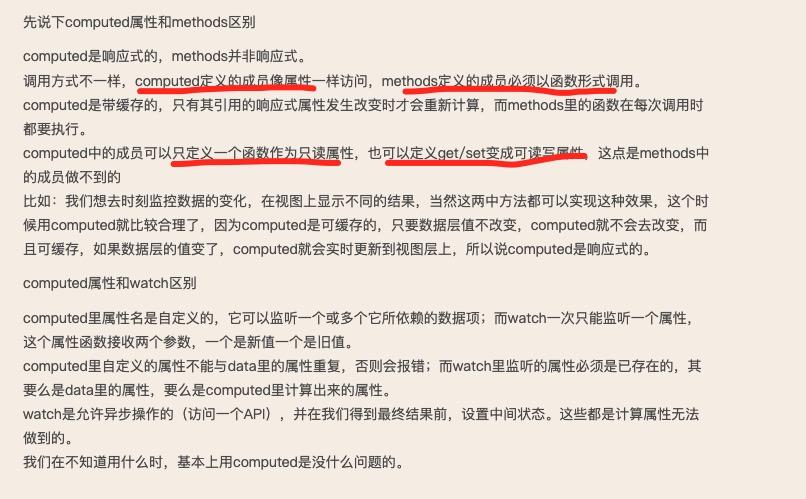 先说下computed属性和methods区别
computed是响应式的，methods并非响应式。
调用方式不一样，computed定义的成员像属性一样访问，methods定义的成员必须以函数形式调用。
computed是带缓存的，只有其引用的响应式属性发生改变时才会重新计算，而methods里的函数在每次调用时
都要执行。
computed中的成员可以只定义一个函数作为只读属性，也可以定义get/set变成可读写属性，这点是methods中
的成员做不到的
比如：我们想去时刻监控数据的变化，在视图上显示不同的结果，当然这两中方法都可以实现这种效果，这个时
候用computed就比较合理了，因为computed是可缓存的，只要数据层值不改变，computed就不会去改变，而
且可缓存，如果数据层的值变了，computed就会实时更新到视图层上，所以说computed是响应式的。
computed属性和watch区别
computed里属性名是自定义的，它可以监听一个或多个它所依赖的数据项；而watch一次只能监听一个属性，
这个属性函数接收两个参数，一个是新值一个是旧值。
computed里自定义的属性不能与data里的属性重复，否则会报错；而watch里监听的属性必须是已存在的，其
要么是data里的属性，要么是computed里计算出来的属性。
watch是允许异步操作的（访问一个API），并在我们得到最终结果前，设置中间状态。这些都是计算属性无法
做到的。
我们在不知道用什么时，基本上用computed是没什么问题的。